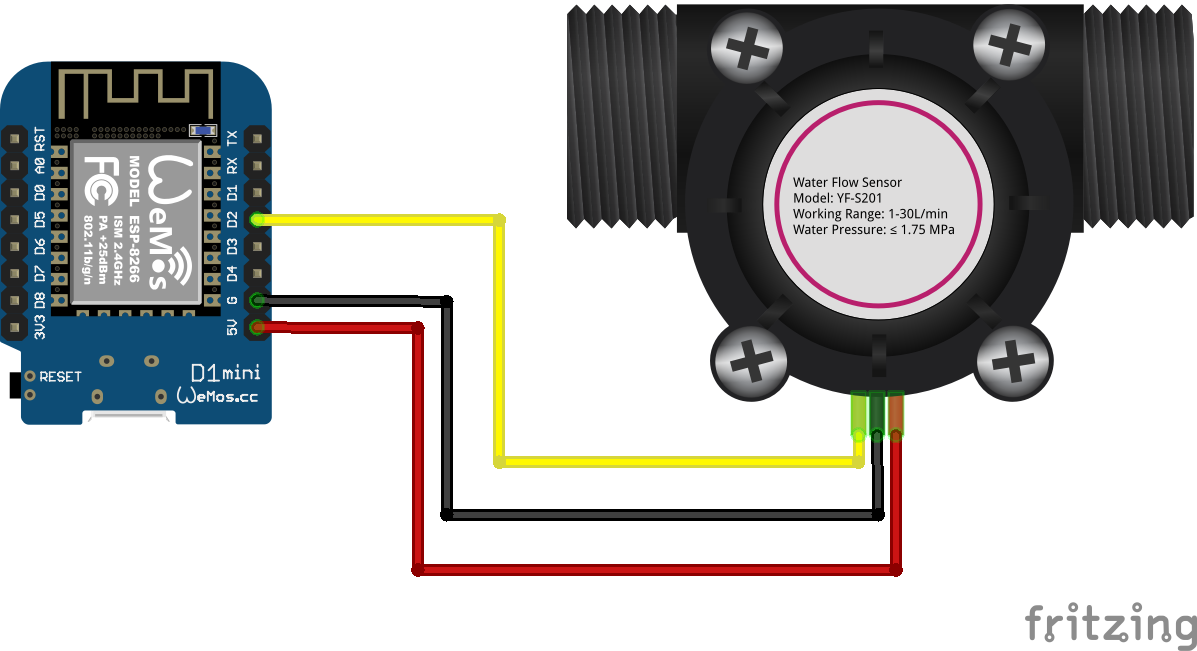 RST
A0
D0
D5
D6
D7
D8
3V3
TX
RX
D1
D2
D3
D4
G
5V
WeMos
MODEL ESP-8266
ISM 2.4GHz
PA +25dBm
802.11b/g/n
FC
RESET
D1mini
WeMos.cc
Water Flow Sensor
Model: YF-S201
Working Range: 1-30L/min
Water Pressure: ≤ 1.75 MPa
fritzing